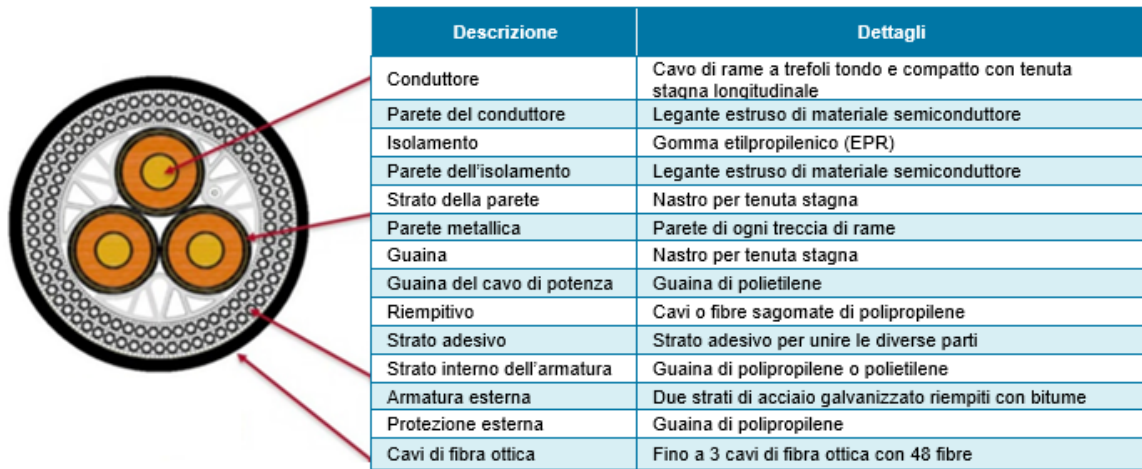 Descrizione Dettagli
Conduttore Cavo di rame a trefoli tondo e compatto con tenuta
stagna longitudinale
Parete del conduttore Legante estruso di materiale semiconduttore
Isolamento Gomma etilpropilenico (EPR)
Parete dell'isolamento Legante estruso di materiale semiconduttore
Strato della parete Nastro per tenuta stagna
Parete metallica Parete di ogni treccia di rame
Guaina Nastro per tenuta stagna
Guaina del cavo di potenza Guaina di polietilene
Riempitivo Cavi o fibre sagomate di polipropilene
Strato adesivo Strato adesivo per unire le diverse parti
Strato interno dell'armatura Guaina di polipropilene o polietilene
Armatura esterna Due strati di acciaio galvanizzato riempiti con bitume
Protezione esterna Guaina di polipropilene
Cavi di fibra ottica Fino a 3 cavi di fibra ottica con 48 fibre